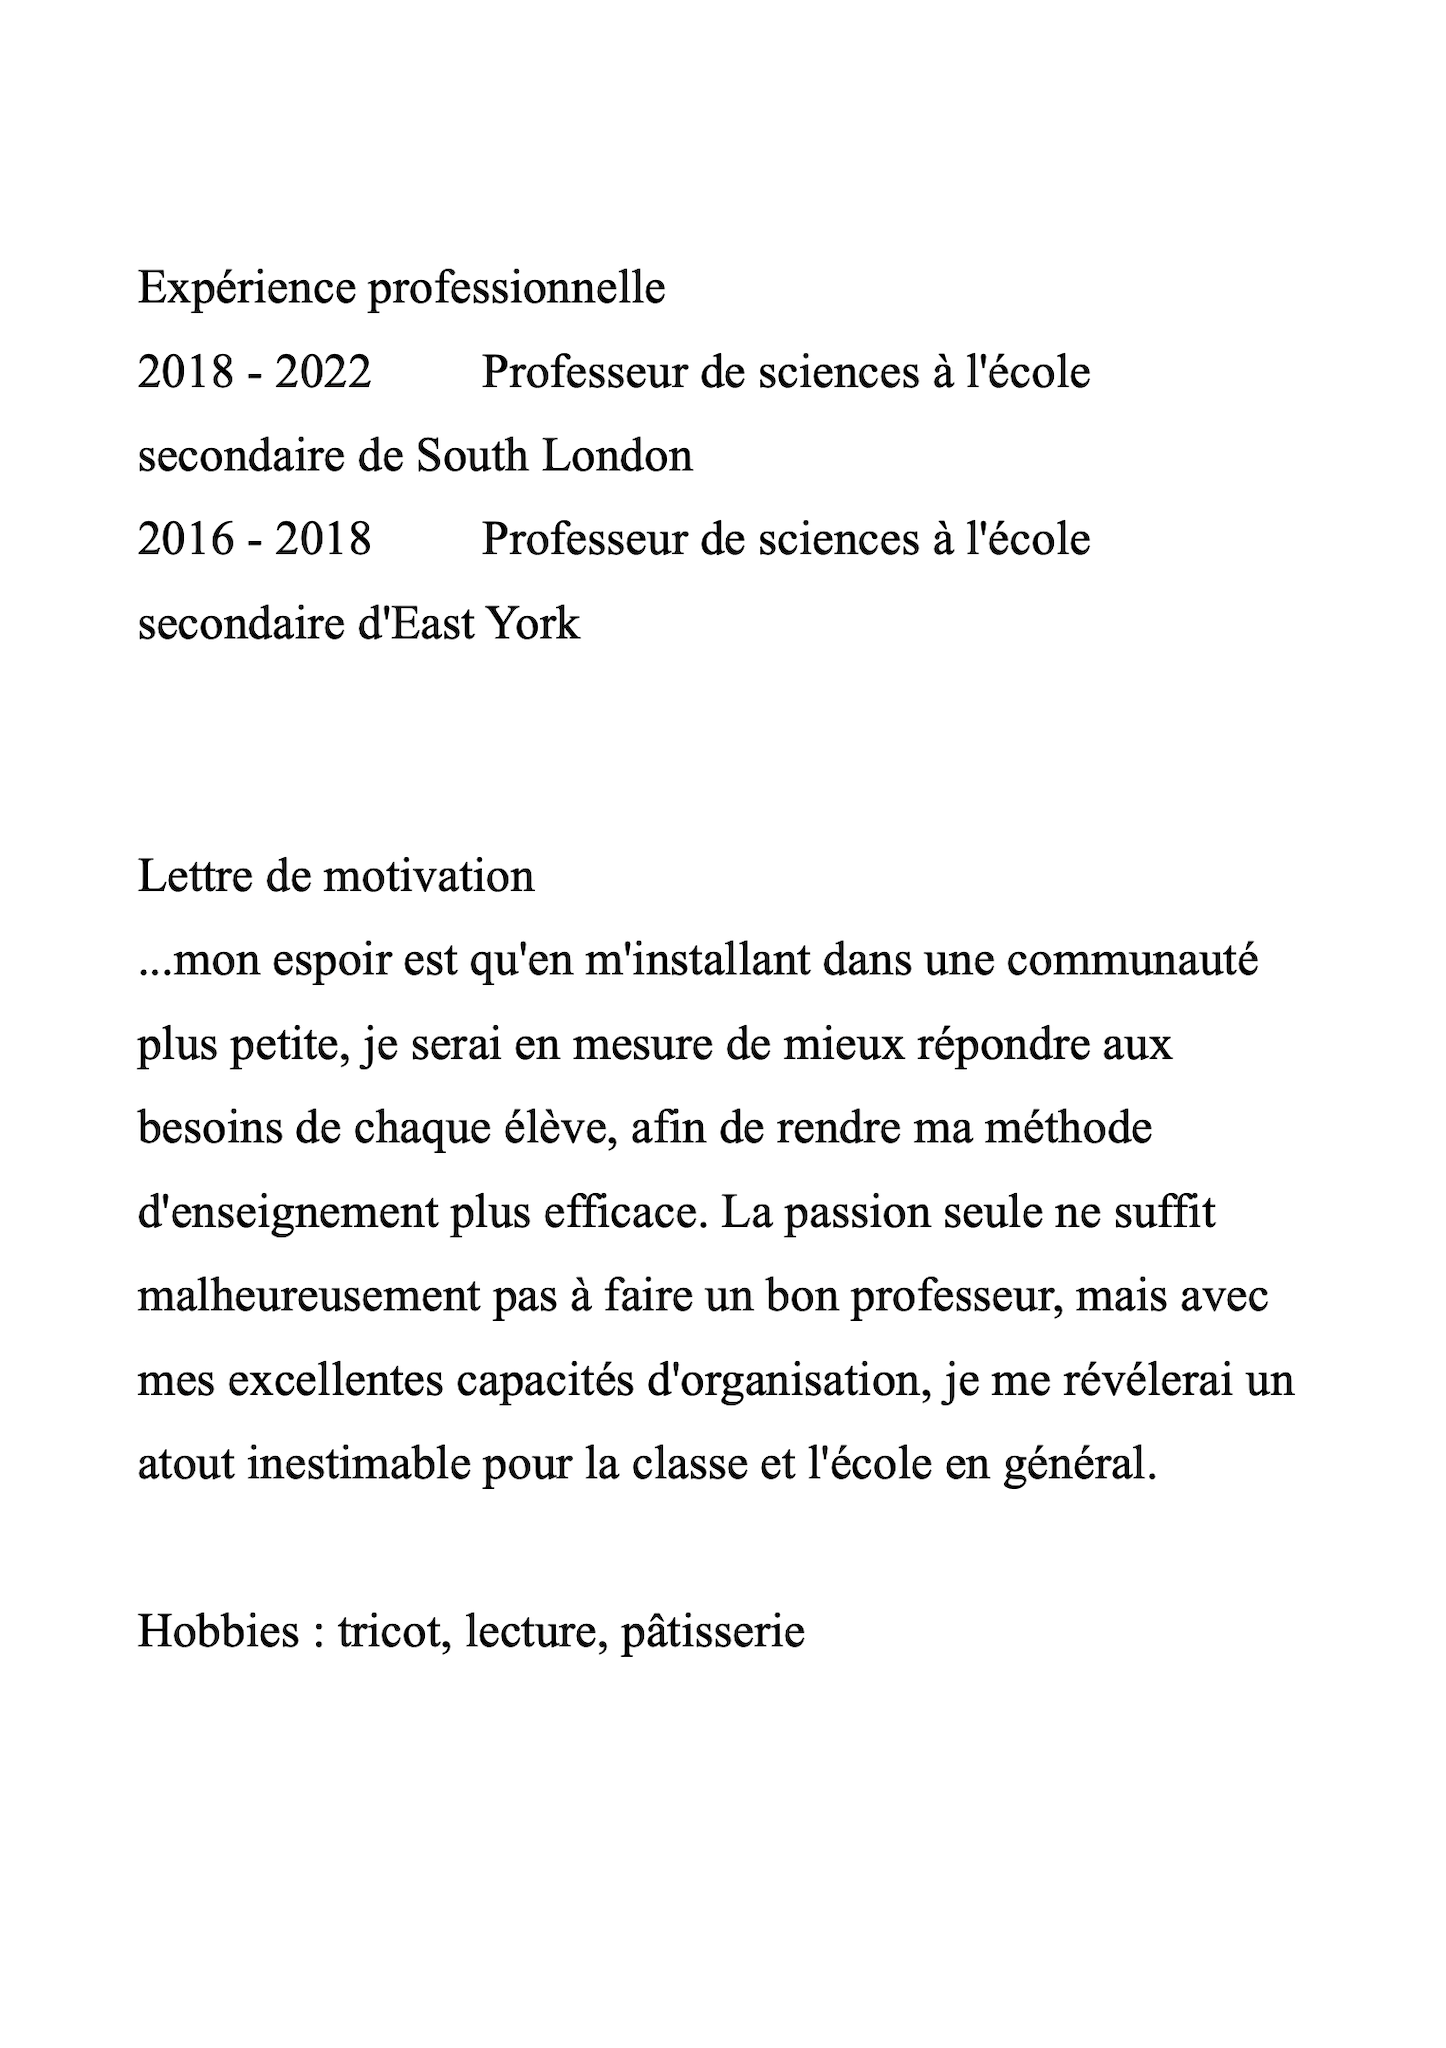 Expérience professionnelle
2018 - 2022 Professeur de sciences à l'école
secondaire de South London
2016 - 2018 Professeur de sciences à l'école
secondaire d'East York
Lettre de motivation
...mon espoir est qu'en m'installant dans une communauté
plus petite, je serai en mesure de mieux répondre aux
besoins de chaque élève, afin de rendre ma méthode
d'enseignement plus efficace. La passion seule ne suffit
malheureusement pas à faire un bon professeur, mais avec
mes excellentes capacités d'organisation, je me révélerai un
atout inestimable pour la classe et l'école en général.
Hobbies : tricot, lecture, pâtisserie